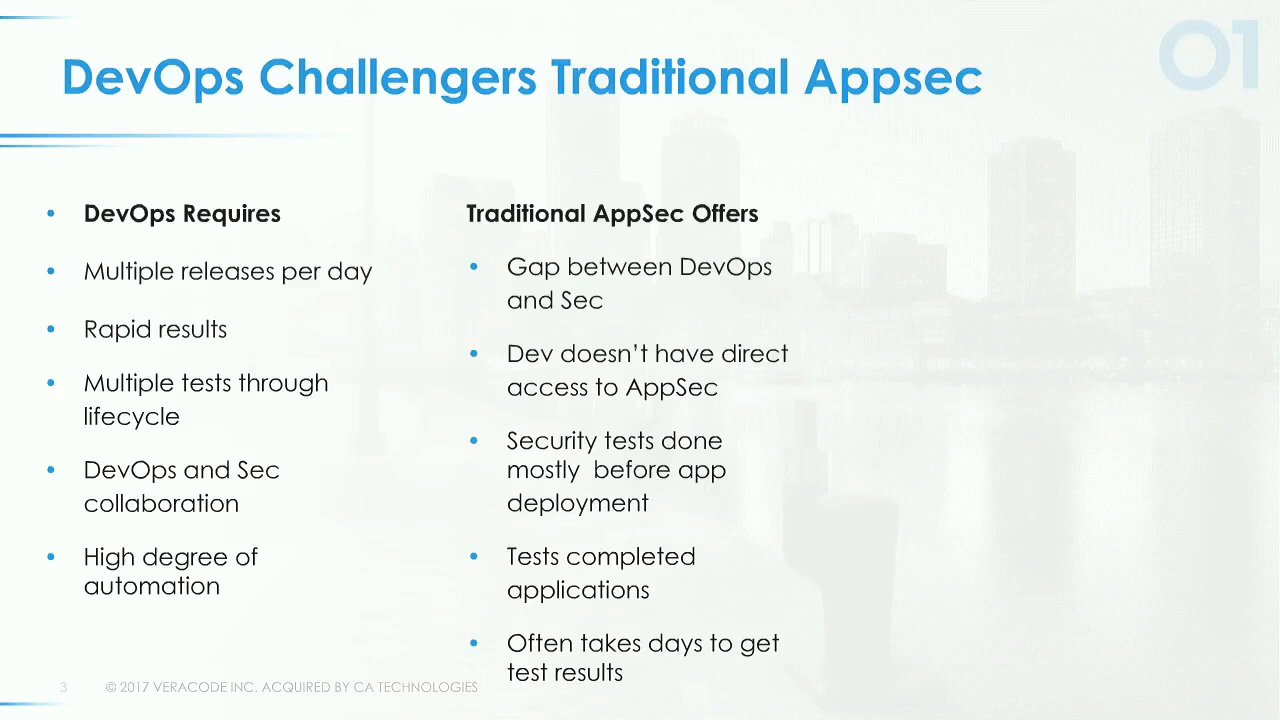 01
DevOps Challengers Traditional Appsec
• DevOps Requires
• Multiple releases per day
• Rapid results
• Multiple tests through
lifecycle
• DevOps and Sec
collaboration
• High degree of
automation
Traditional AppSec Offers
• Gap between DevOps
and Sec
• Dev doesn’t have direct
access to AppSec
• Security tests done
mostly  before app
deployment
• Tests completed
applications
• Often takes days to get
test results
3 © 2017 VERACODE INC. ACQUIRED BY CA TECHNOLOGIES